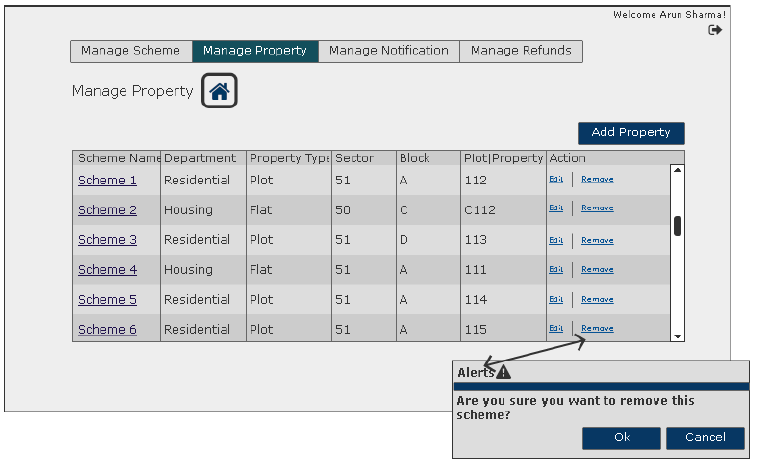 Welcome Arun Sharma!
Manage Scheme Manage Property Manage Notification Manage Refunds
Manage Property
Add Property
Scheme Name Department Property Type Sector Block Plot|Property Action
Scheme 1 Residential Plot 51 A 112 Edit Remove
Scheme 2 Housing Flat 50 C C112 Edit Remove
Scheme 3 Residential Plot 51 D 113 Edit Remove
Scheme 4 Housing Flat 51 A 111 Edit Remove
Scheme 5 Residential Plot 51 A 114 Edit Remove
Scheme 6 Residential Plot 51 A 115 Edit Remove
Alerts
Are you sure you want to remove this
scheme?
Ok Cancel